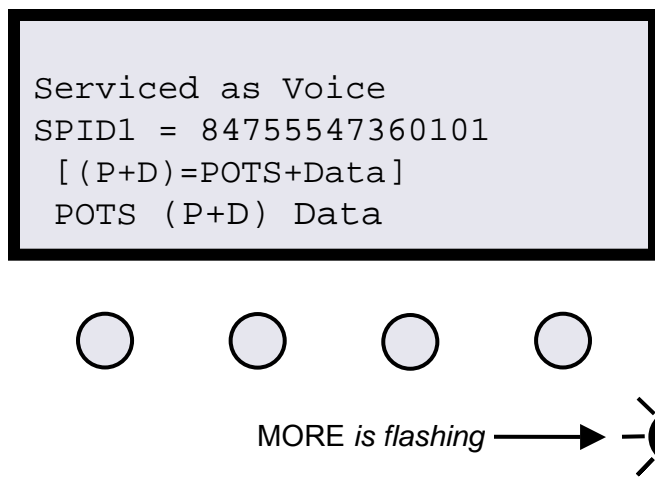 Serviced as Voice
SPID1 = 84755547360101
[(P+D)=POTS+Data]
POTS (P+D) Data
MORE is flashing